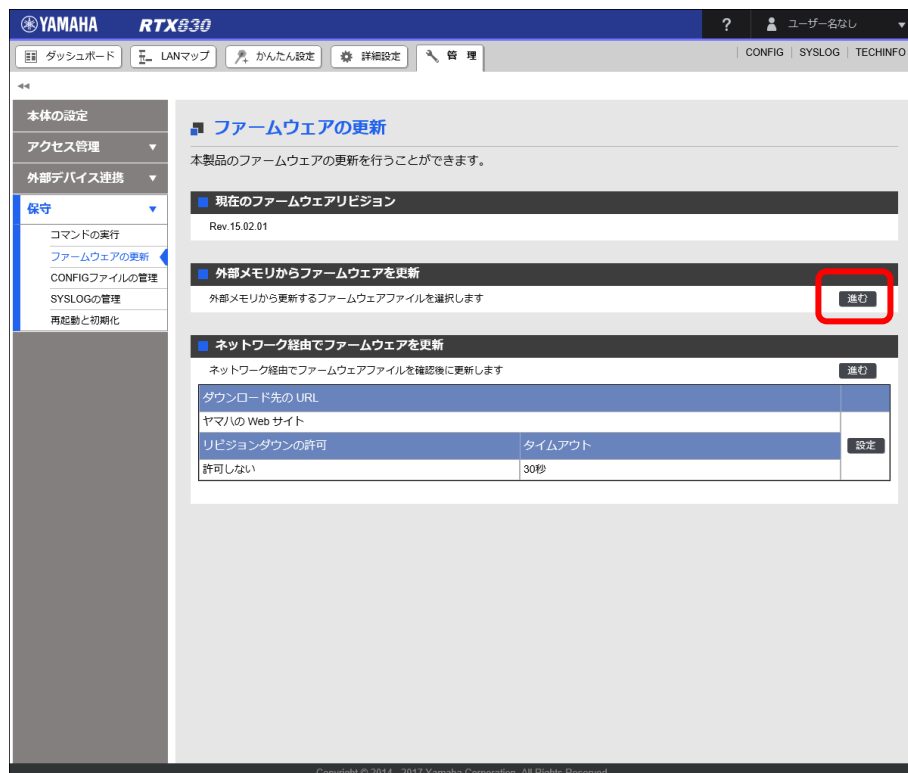 YAMAHA RTX830 ? ユーザー名なし
ダッシュボード LANマップ かんたん設定 詳細設定 管 理 CONFIG SYSLOG TECHINFO
本体の設定
アクセス管理
外部デバイス連携
保守
コマンドの実行
ファームウェアの更新
CONFIGファイルの管理
SYSLOGの管理
再起動と初期化
ファームウェアの更新
本製品のファームウェアの更新を行うことができます。
現在のファームウェアリビジョン
Rev.15.02.01
外部メモリからファームウェアを更新
外部メモリから更新するファームウェアファイルを選択します 進む
ネットワーク経由でファームウェアを更新
ネットワーク経由でファームウェアファイルを確認後に更新します 進む
ダウンロード先の URL
ヤマハの Web サイト
リビジョンダウンの許可 タイムアウト 設定
許可しない 30秒
Copyright © 2014 - 2017 Yamaha Corporation. All Rights Reserved.